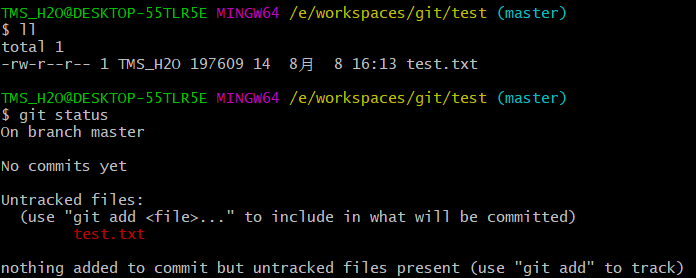 TMS_H2O@DESKTOP-55TLR5E MINGW64 /e/workspaces/git/test (master)
$ ll
total 1
-rw-r--r-- 1 TMS_H2O 197609 14  8月  8 16:13 test.txt

TMS_H2O@DESKTOP-55TLR5E MINGW64 /e/workspaces/git/test (master)
$ git status
On branch master

No commits yet

Untracked files:
  (use "git add <file>..." to include in what will be committed)
        test.txt

nothing added to commit but untracked files present (use "git add" to track)